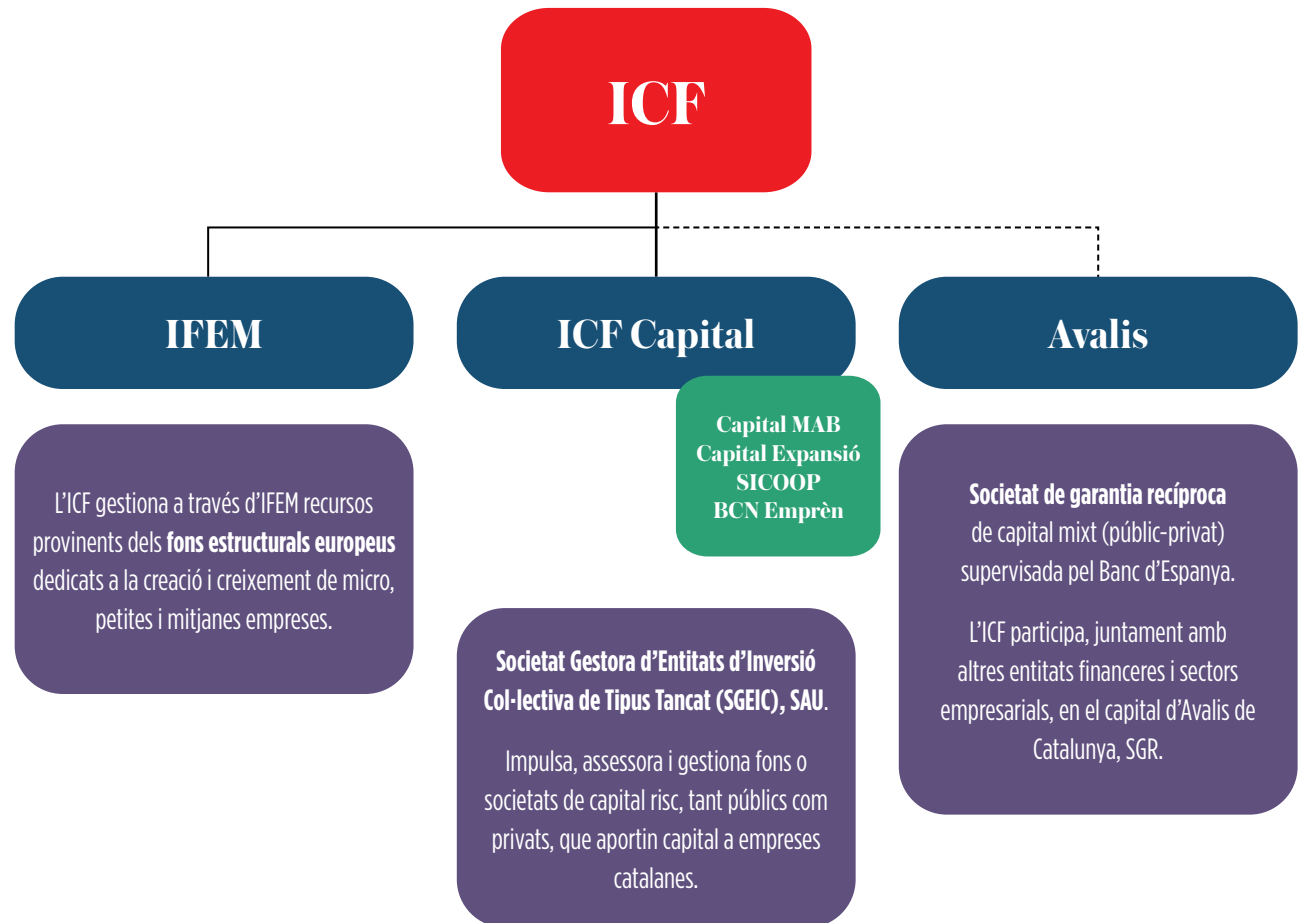 ICF
IFEM
L’ICF gestiona a través d’IFEM recursos
provinents dels fons estructurals europeus
dedicats a la creació i creixement de micro,
petites i mitjanes empreses.
ICF Capital
Capital MAB
Capital Expansió
SICOOP
BCN Emprèn
Societat Gestora d’Entitats d’Inversió
Col·lectiva de Tipus Tancat (SGEIC), SAU.
Impulsa, assessora i gestiona fons o
societats de capital risc, tant públics com
privats, que aportin capital a empreses
catalanes.
Avalis
Societat de garantia recíproca
de capital mixt (públic-privat)
supervisada pel Banc d’Espanya.
L’ICF participa, juntament amb
altres entitats financeres i sectors
empresarials, en el capital d’Avalis de
Catalunya, SGR.